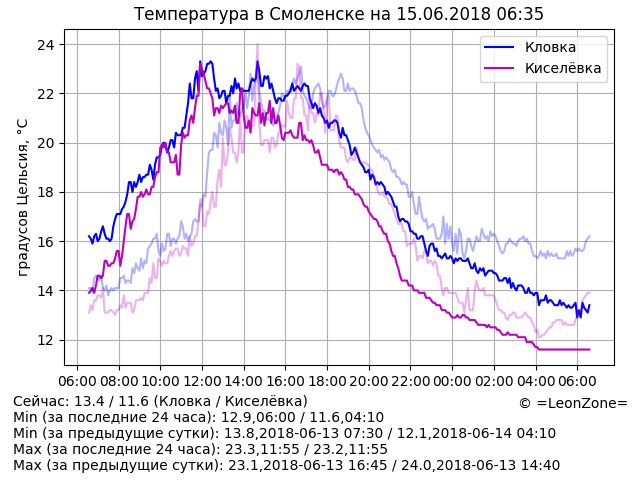 Температура в Смоленске на 15.06.2018 06:35
24
22
20
18
16
14
12
градусов Цельсия, °C
Кловка
Киселёвка
06:00 08:00 10:00 12:00 14:00 16:00 18:00 20:00 22:00 00:00 02:00 04:00 06:00
Сейчас: 13.4 / 11.6 (Кловка / Киселёвка)
© =LeonZone=
Min (за последние 24 часа): 12.9,06:00 / 11.6,04:10
Min (за предыдущие сутки): 13.8,2018-06-13 07:30 / 12.1,2018-06-14 04:10
Max (за последние 24 часа): 23.3,11:55 / 23.2,11:55
Max (за предыдущие сутки): 23.1,2018-06-13 16:45 / 24.0,2018-06-13 14:40